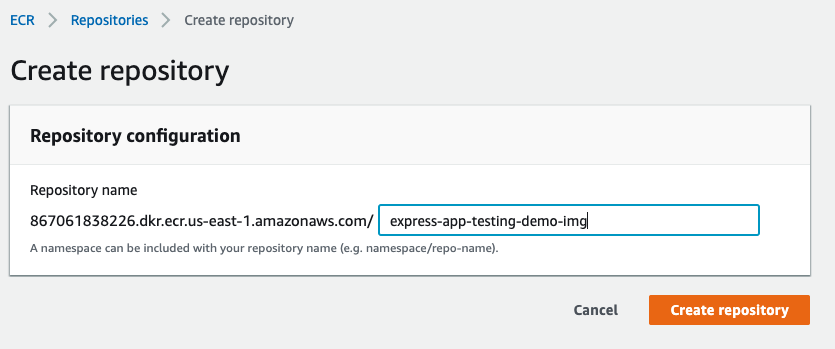 ECR > Repositories > Create repository
Create repository
Repository configuration
Repository name
867061838226.dkr.ecr.us-east-1.amazonaws.com/ express-app-testing-demo-img
A namespace can be included with your repository name (e.g. namespace/repo-name).
Cancel Create repository